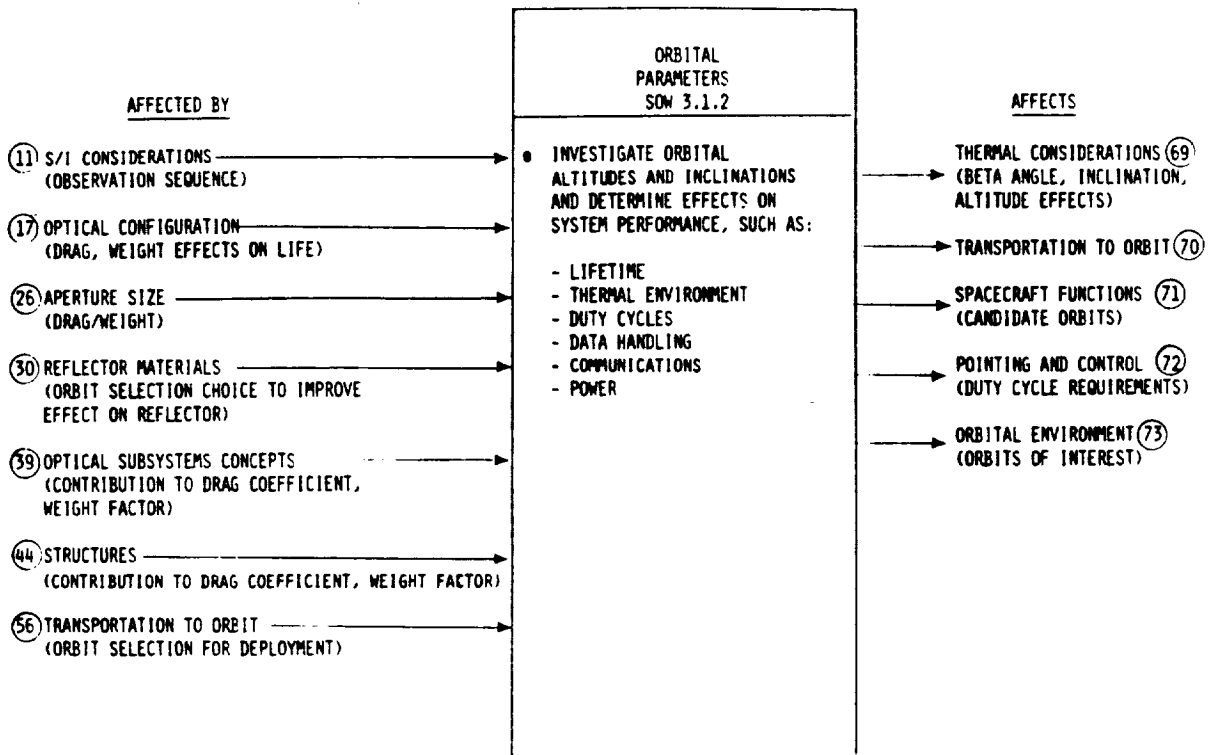 ORBITAL
PARAMETERS
SOW 3.1.2
AFFECTED BY
11 S/I CONSIDERATIONS
(OBSERVATION SEQUENCE)
17 OPTICAL CONFIGURATION
(DRAG, WEIGHT EFFECTS ON LIFE)
26 APERTURE SIZE
(DRAG/WEIGHT)
30 REFLECTOR MATERIALS
(ORBIT SELECTION CHOICE TO IMPROVE
EFFECT ON REFLECTOR)
39 OPTICAL SUBSYSTEMS CONCEPTS
(CONTRIBUTION TO DRAG COEFFICIENT,
WEIGHT FACTOR)
44 STRUCTURES
(CONTRIBUTION TO DRAG COEFFICIENT, WEIGHT FACTOR)
56 TRANSPORTATION TO ORBIT
(ORBIT SELECTION FOR DEPLOYMENT)
• INVESTIGATE ORBITAL
ALTITUDES AND INCLINATIONS
AND DETERMINE EFFECTS ON
SYSTEM PERFORMANCE, SUCH AS:
- LIFETIME
- THERMAL ENVIRONMENT
- DUTY CYCLES
- DATA HANDLING
- COMMUNICATIONS
- POWER
AFFECTS
THERMAL CONSIDERATIONS 69
(BETA ANGLE, INCLINATION,
ALTITUDE EFFECTS)
TRANSPORTATION TO ORBIT 70
SPACECRAFT FUNCTIONS 71
(CANDIDATE ORBITS)
POINTING AND CONTROL 72
(DUTY CYCLE REQUIREMENTS)
ORBITAL ENVIRONMENT 73
(ORBITS OF INTEREST)